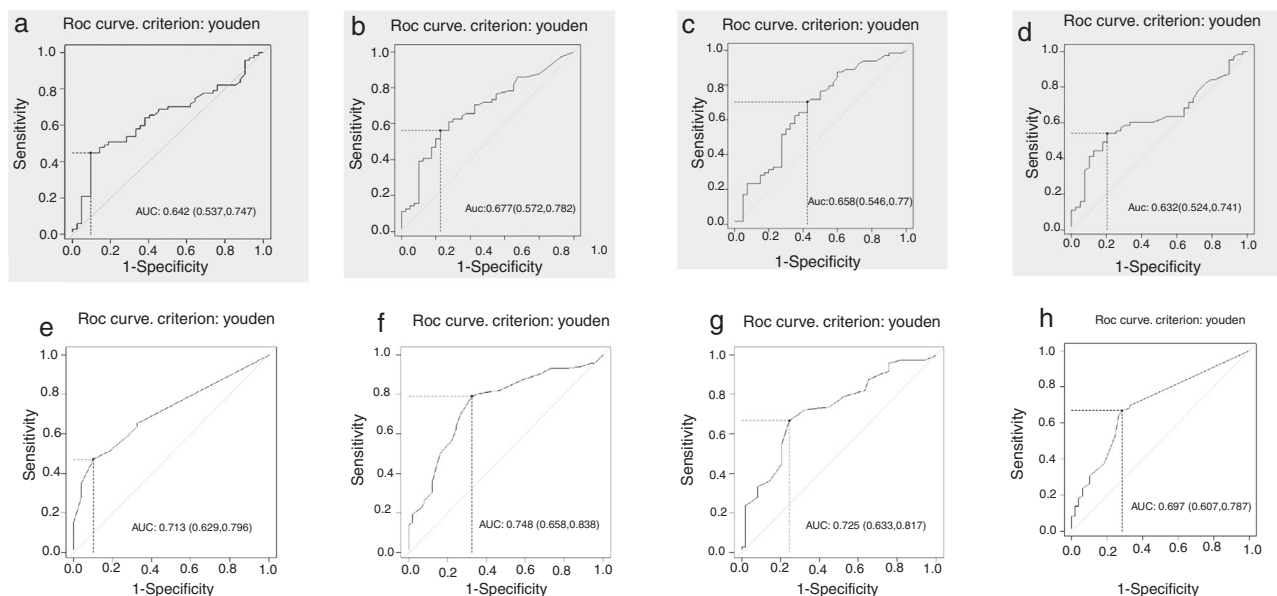 a
Roc curve. criterion: youden
1.0
0.8
0.6
0.4
0.2
0.0
Sensitivity
AUC: 0.642 (0.537,0.747)
0.0 0.2 0.4 0.6 0.8 1.0
1-Specificity
b
Roc curve. criterion: youden
1.0
0.8
0.6
0.4
0.2
0.0
Sensitivity
Auc:0.677(0.572,0.782)
0.0 0.2 0.4 0.6 0.8 1.0
1-Specificity
c
Roc curve. criterion: youden
1.0
0.8
0.6
0.4
0.2
0.0
Sensitivity
Auc:0.658(0.546,0.77)
0.0 0.2 0.4 0.6 0.8 1.0
1-Specificity
d
Roc curve. criterion: youden
1.0
0.8
0.6
0.4
0.2
0.0
Sensitivity
Auc: 0.632(0.524,0.741)
0.0 0.2 0.4 0.6 0.8 1.0
1-Specificity
e
Roc curve. criterion: youden
1.0
0.8
0.6
0.4
0.2
0.0
Sensitivity
AUC: 0.713 (0.629,0.796)
0.0 0.2 0.4 0.6 0.8 1.0
1-Specificity
f
Roc curve. criterion: youden
1.0
0.8
0.6
0.4
0.2
0.0
Sensitivity
AUC: 0.748 (0.658,0.838)
0.0 0.2 0.4 0.6 0.8 1.0
1-Specificity
g
Roc curve. criterion: youden
1.0
0.8
0.6
0.4
0.2
0.0
Sensitivity
AUC: 0.725 (0.633,0.817)
0.0 0.2 0.4 0.6 0.8 1.0
1-Specificity
h
Roc curve. criterion: youden
1.0
0.8
0.6
0.4
0.2
0.0
Sensitivity
AUC: 0.697 (0.607,0.787)
0.0 0.2 0.4 0.6 0.8 1.0
1-Specificity